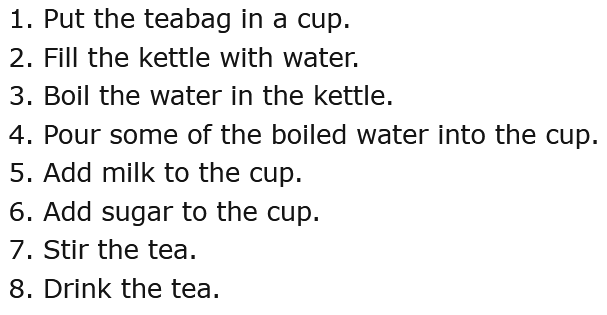 1. Put the teabag in a cup.
2. Fill the kettle with water.
3. Boil the water in the kettle.
4. Pour some of the boiled water into the cup.
5. Add milk to the cup.
6. Add sugar to the cup.
7. Stir the tea.
8. Drink the tea.